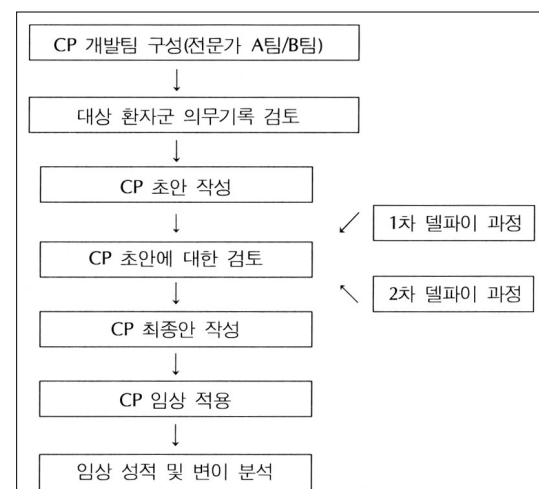 CP 개발팀 구성(전문가 A팀/B팀)
대상 환자군 의무기록 검토
CP 초안 작성
1차 델파이 과정
CP 초안에 대한 검토
2차 델파이 과정
CP 최종안 작성
CP 임상 적용
임상 성적 및 변이 분석